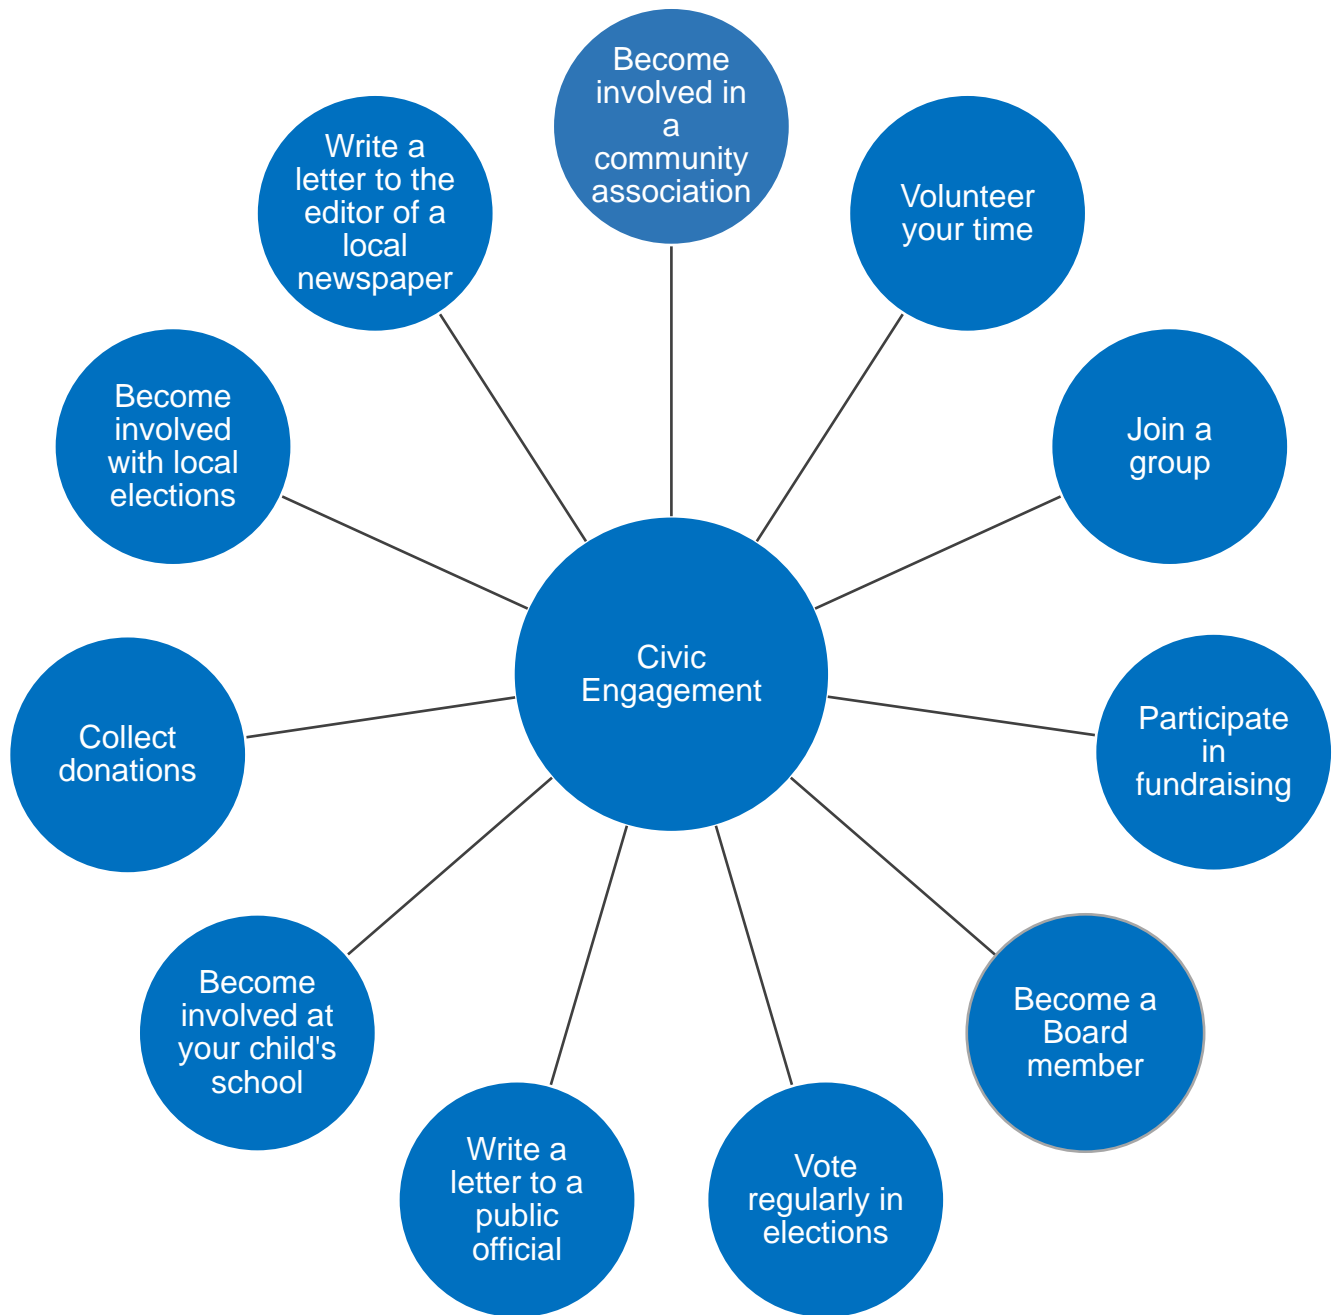 Become
involved in
a
community
association
Volunteer
your time
Join a
group
Participate
in
fundraising
Become a
Board
member
Vote
regularly in
elections
Write a
letter to a
public
official
Become
involved at
your child's
school
Collect
donations
Become
involved
with local
elections
Write a
letter to the
editor of a
local
newspaper
Civic
Engagement